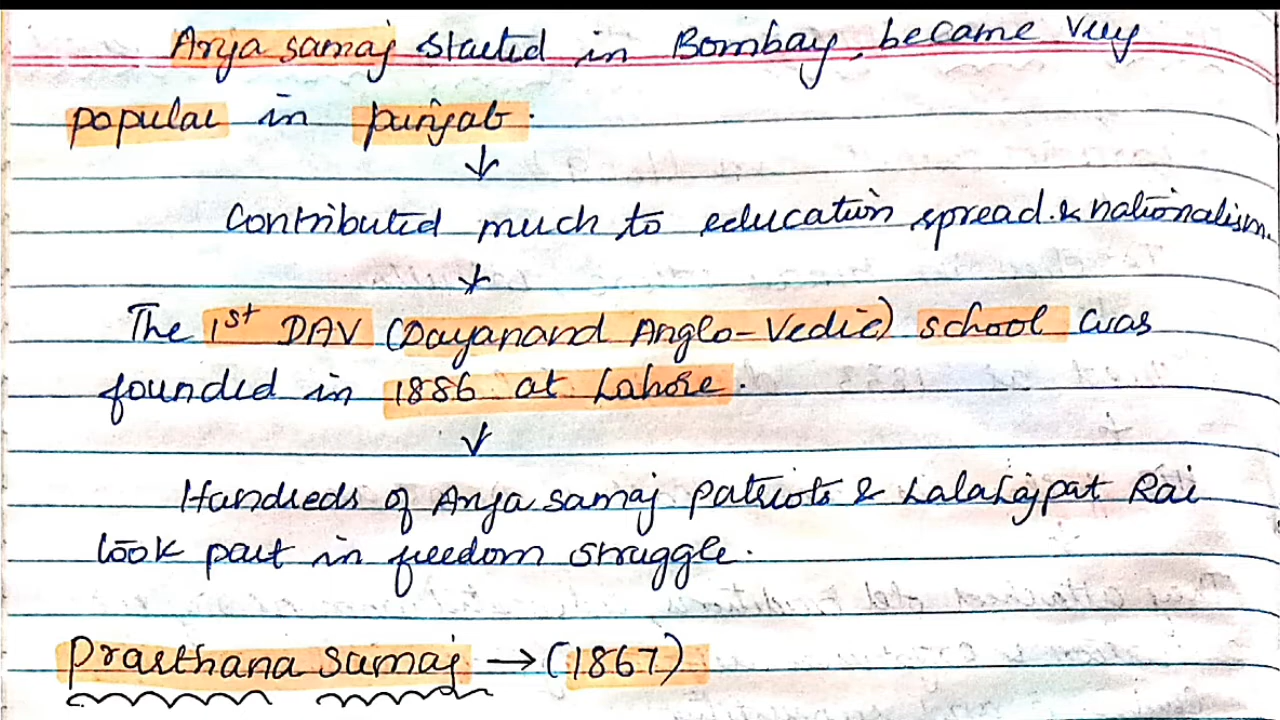 Arya samaj started in Bombay, became very
popular in punjab.
↓
Contributed much to education spread & nationalism.
↓
The 1st DAV (Dayanand Anglo-Vedic) school was
founded in 1886 at Lahore.
↓
Hundreds of Arya samaj patriots & Lala Lajpat Rai
took part in freedom struggle.
Prarthana samaj → (1867)